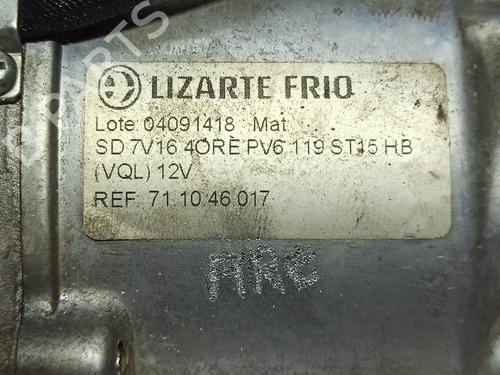 LIZARTE FRIO
Lote: 04091418 Mat
SD 7V16 4ORE PV6 119 ST15 HB
(VQL) 12V
REF: 71.10.46.017
ARC